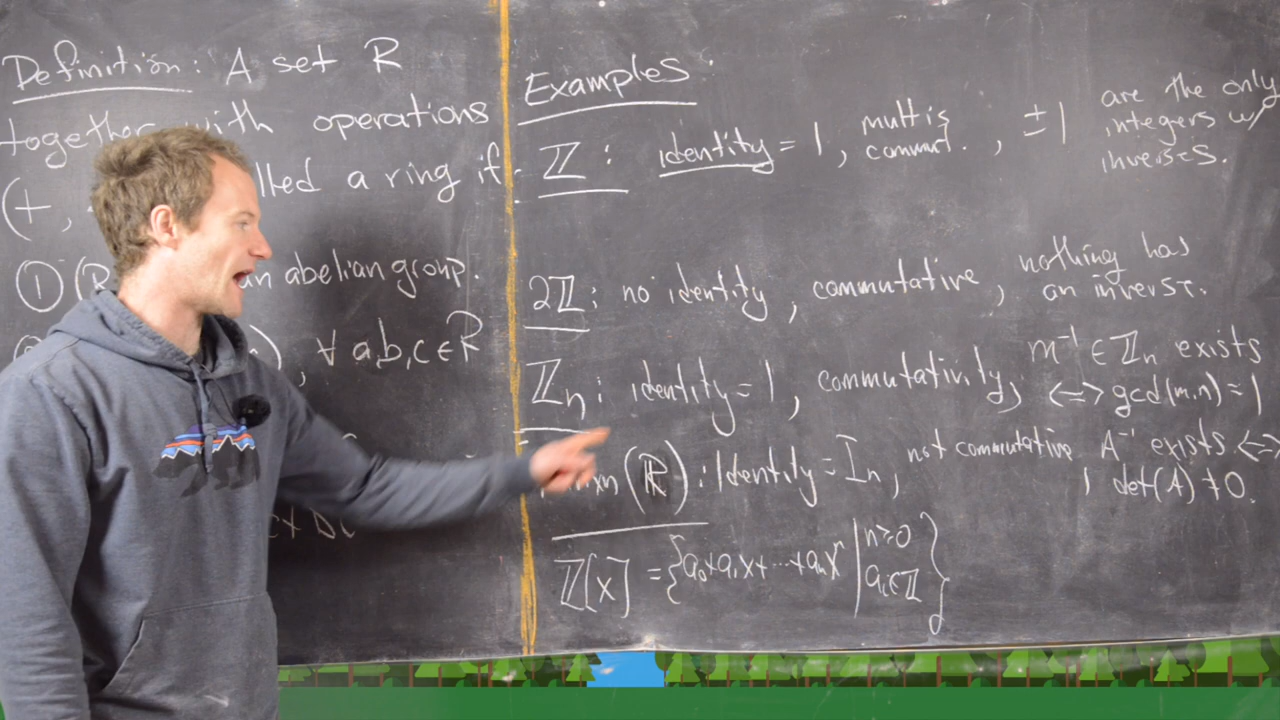 Definition: A set R
together with operations
(+, lled a ring if:
① (R an abelian group.
), ∀ a,b,c ∈ ℝ
Examples:
ℤ: identity = 1, mult is commut., ±1 are the only integers w/ inverses.
2ℤ: no identity, commutative, nothing has an inverse.
ℤₙ: identity = 1, commutativity, m⁻¹ ∈ ℤₙ exists <=> gcd(m,n) = 1
xn(ℝ): Identity = Iₙ, not commutative, A⁻¹ exists <=> det(A) ≠ 0.
ℤ[x] = {a₀+a₁x+⋯+aₙxⁿ | n≥0 aᵢ∈ℤ}